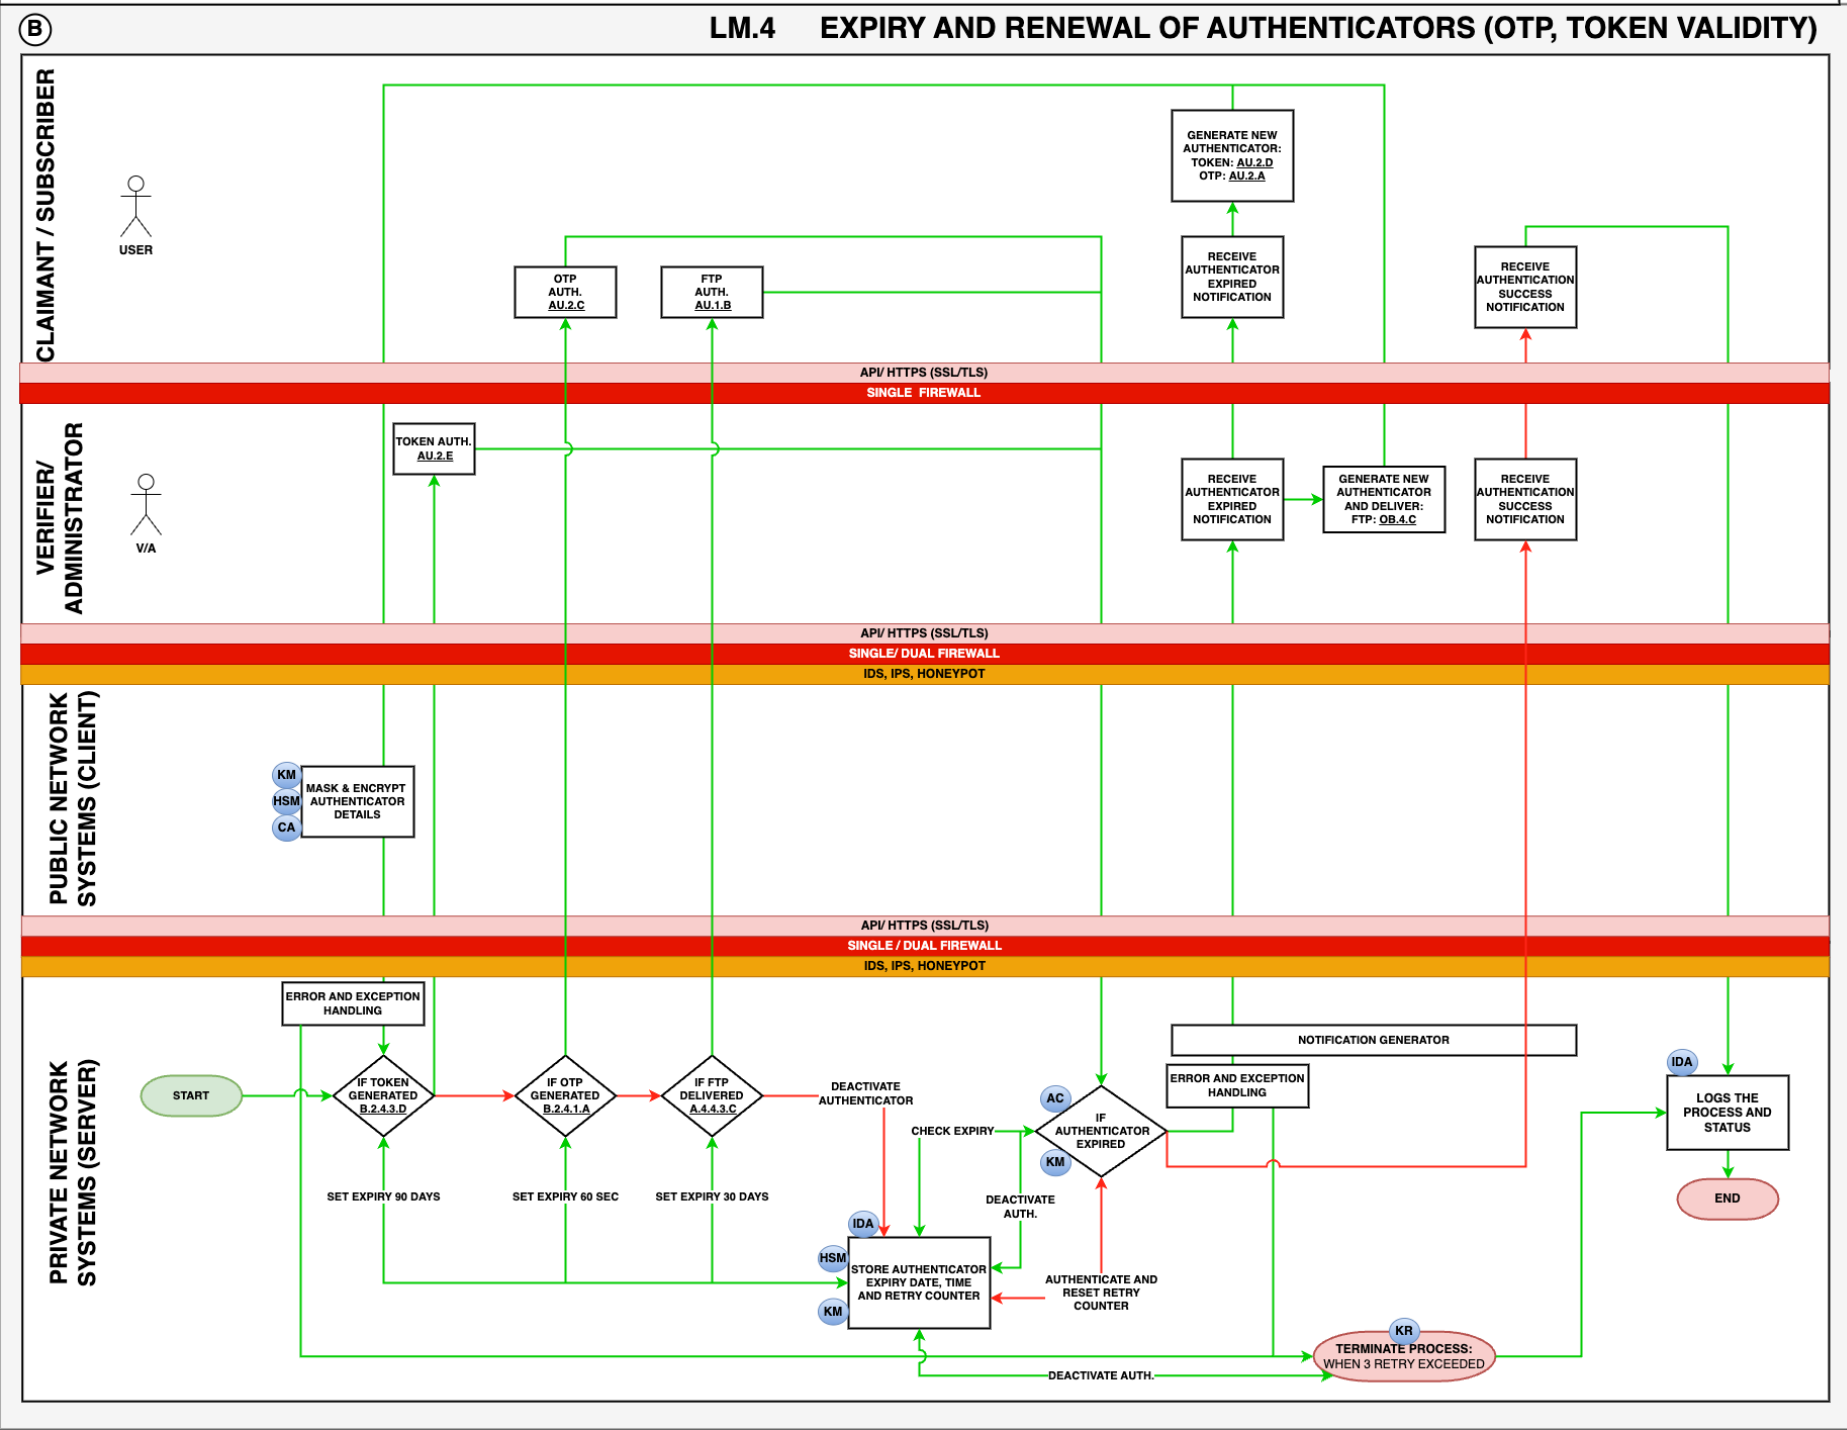 B
LM.4 EXPIRY AND RENEWAL OF AUTHENTICATORS (OTP, TOKEN VALIDITY)
CLAIMANT / SUBSCRIBER
USER
OTP
AUTH.
AU.2.C
FTP
AUTH.
AU.1.B
GENERATE NEW
AUTHENTICATOR:
TOKEN: AU.2.D
OTP: AU.2.A
RECEIVE
AUTHENTICATOR
EXPIRED
NOTIFICATION
RECEIVE
AUTHENTICATION
SUCCESS
NOTIFICATION
API/ HTTPS (SSL/TLS)
SINGLE FIREWALL
VERIFIER/
ADMINISTRATOR
V/A
TOKEN AUTH.
AU.2.E
RECEIVE
AUTHENTICATOR
EXPIRED
NOTIFICATION
GENERATE NEW
AUTHENTICATOR
AND DELIVER:
FTP: OB.4.C
RECEIVE
AUTHENTICATION
SUCCESS
NOTIFICATION
API/ HTTPS (SSL/TLS)
SINGLE/ DUAL FIREWALL
IDS, IPS, HONEYPOT
PUBLIC NETWORK
SYSTEMS (CLIENT)
KM
HSM
CA
MASK & ENCRYPT
AUTHENTICATOR
DETAILS
API/ HTTPS (SSL/TLS)
SINGLE / DUAL FIREWALL
IDS, IPS, HONEYPOT
PRIVATE NETWORK
SYSTEMS (SERVER)
ERROR AND EXCEPTION
HANDLING
START
IF TOKEN
GENERATED
B.2.4.3.D
IF OTP
GENERATED
B.2.4.1.A
IF FTP
DELIVERED
A.4.4.3.C
DEACTIVATE
AUTHENTICATOR
SET EXPIRY 90 DAYS
SET EXPIRY 60 SEC
SET EXPIRY 30 DAYS
CHECK EXPIRY
AC
IF
AUTHENTICATOR
EXPIRED
KM
NOTIFICATION GENERATOR
ERROR AND EXCEPTION
HANDLING
DEACTIVATE
AUTH.
IDA
HSM
KM
STORE AUTHENTICATOR
EXPIRY DATE, TIME
AND RETRY COUNTER
AUTHENTICATE AND
RESET RETRY
COUNTER
IDA
LOGS THE
PROCESS AND
STATUS
END
KR
TERMINATE PROCESS:
WHEN 3 RETRY EXCEEDED
DEACTIVATE AUTH.